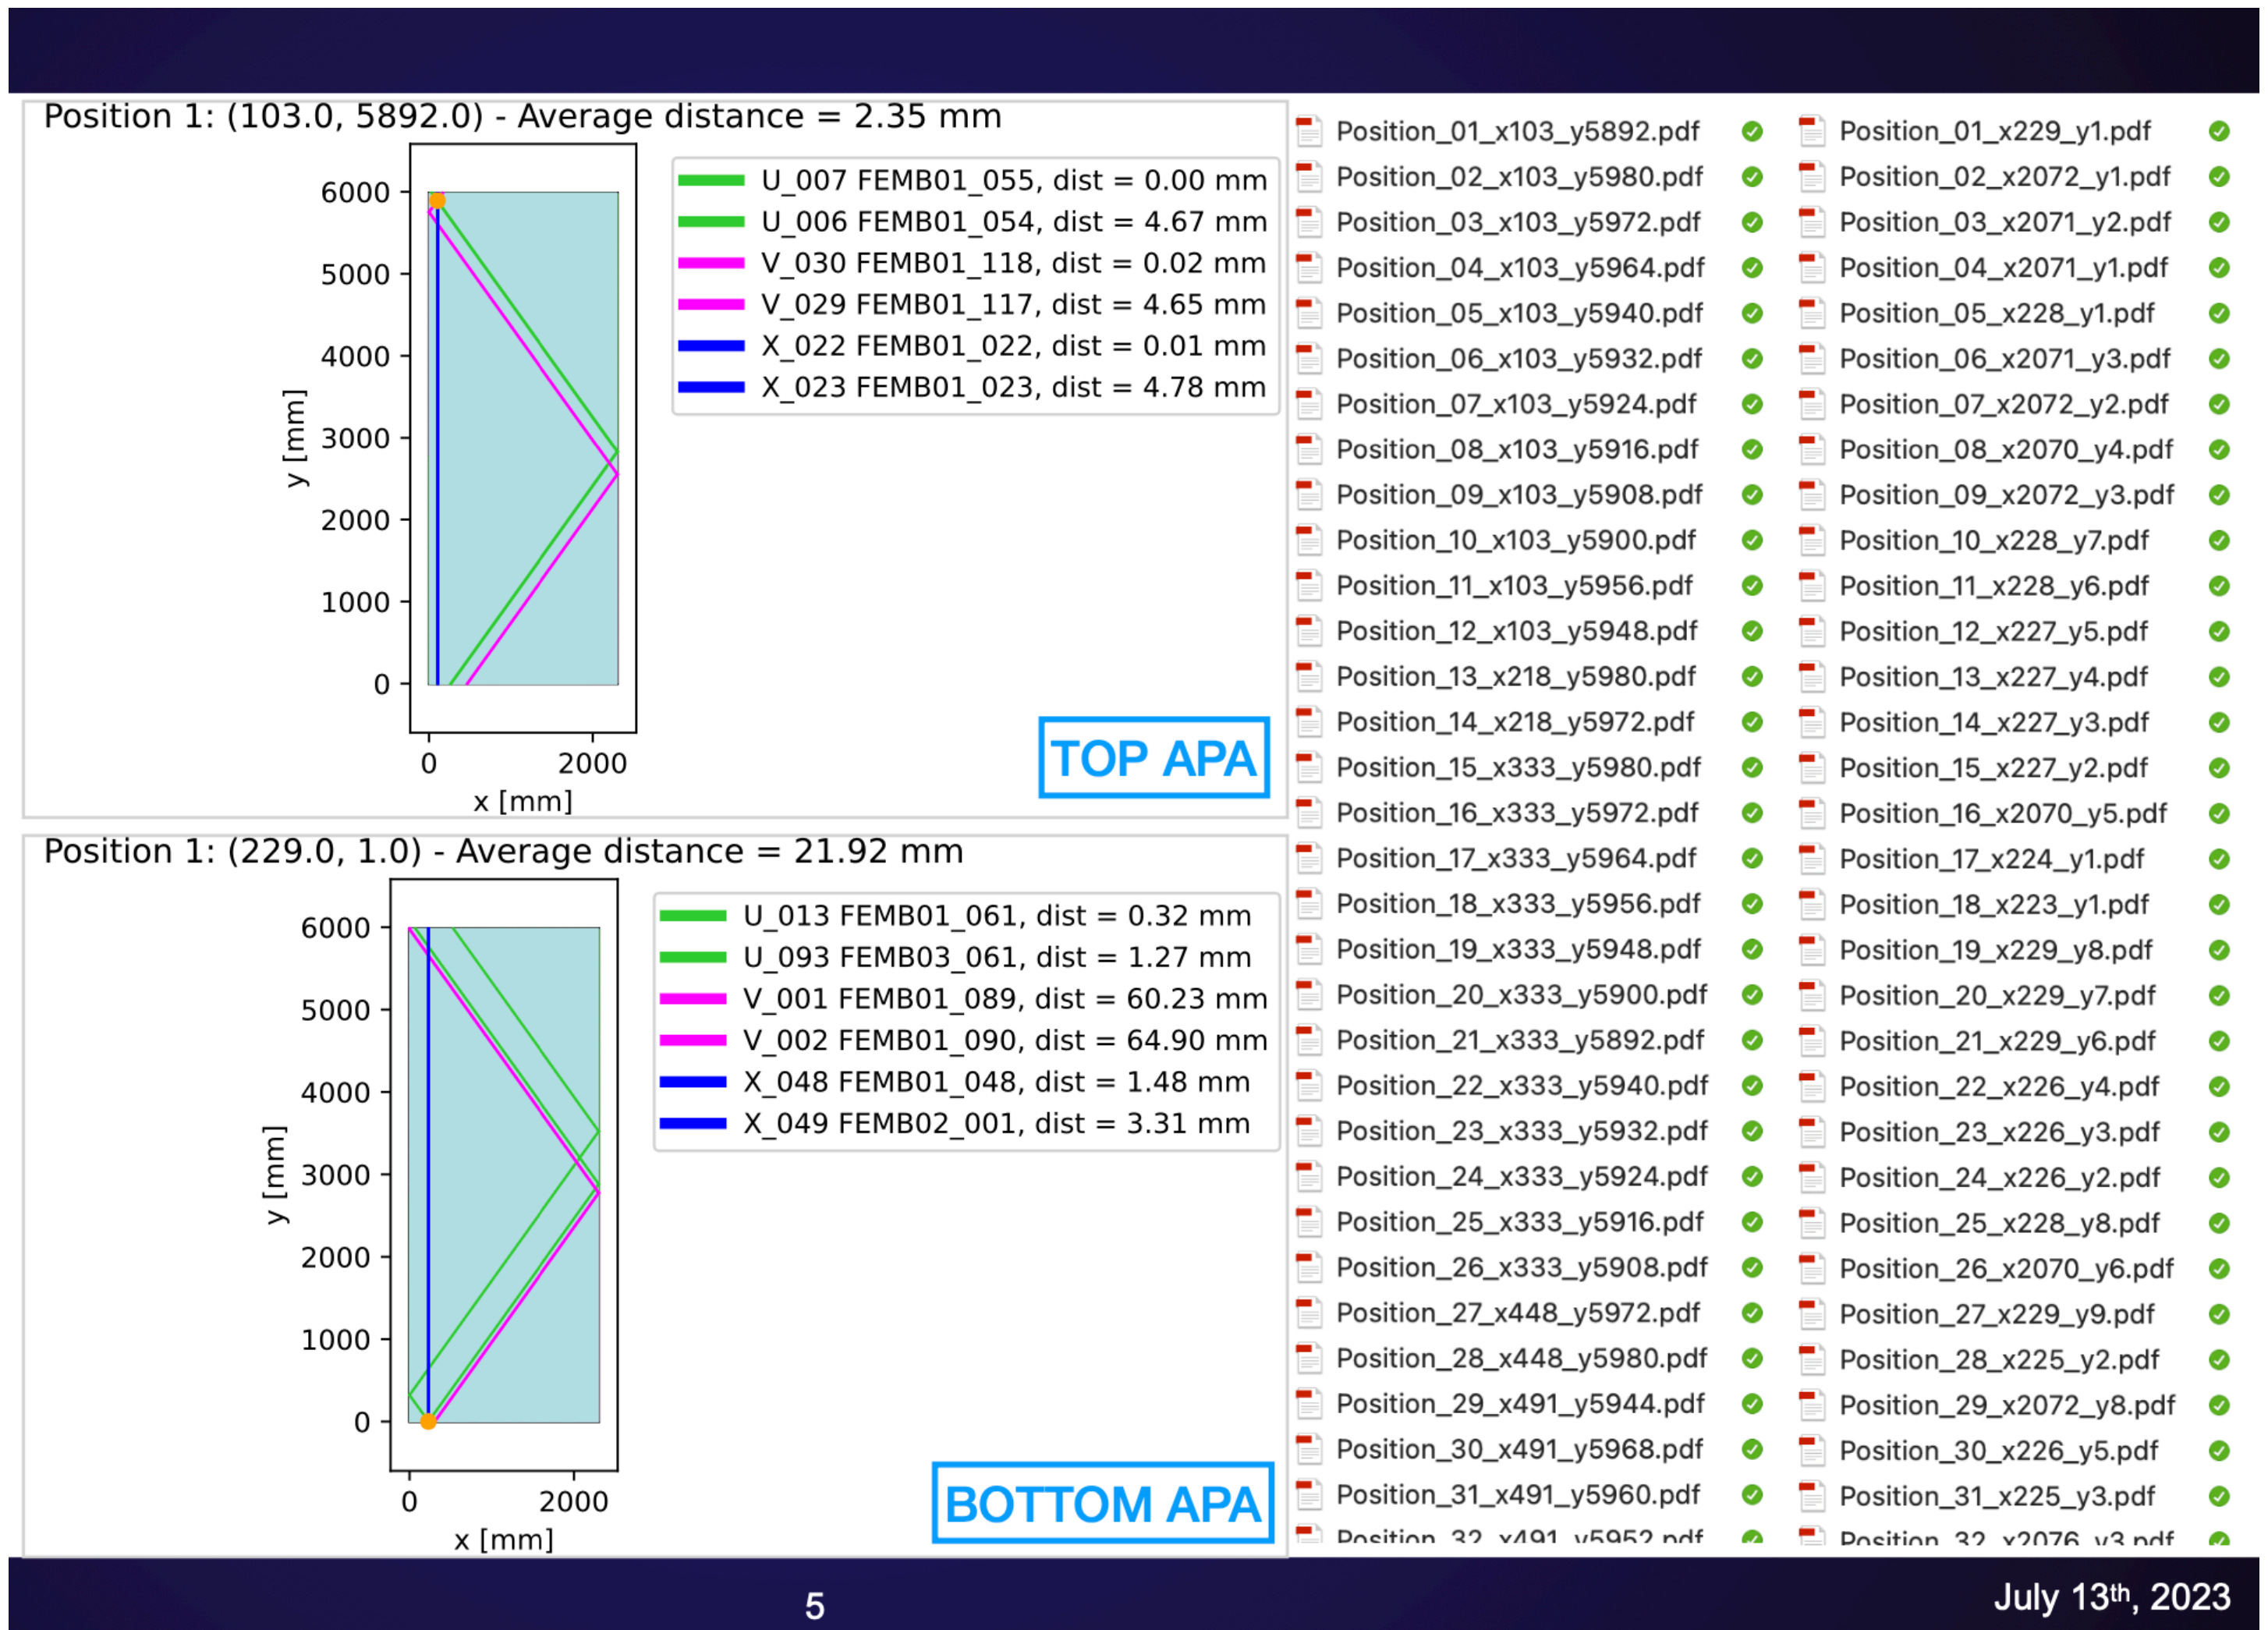 Position 1: (103.0, 5892.0) - Average distance = 2.35 mm
6000
5000
4000
3000
2000
1000
0
y [mm]
0 2000
x [mm]
U_007 FEMB01_055, dist = 0.00 mm
U_006 FEMB01_054, dist = 4.67 mm
V_030 FEMB01_118, dist = 0.02 mm
V_029 FEMB01_117, dist = 4.65 mm
X_022 FEMB01_022, dist = 0.01 mm
X_023 FEMB01_023, dist = 4.78 mm
TOP APA
Position 1: (229.0, 1.0) - Average distance = 21.92 mm
6000
5000
4000
3000
2000
1000
0
y [mm]
0 2000
x [mm]
U_013 FEMB01_061, dist = 0.32 mm
U_093 FEMB03_061, dist = 1.27 mm
V_001 FEMB01_089, dist = 60.23 mm
V_002 FEMB01_090, dist = 64.90 mm
X_048 FEMB01_048, dist = 1.48 mm
X_049 FEMB02_001, dist = 3.31 mm
BOTTOM APA
Position_01_x103_y5892.pdf
Position_02_x103_y5980.pdf
Position_03_x103_y5972.pdf
Position_04_x103_y5964.pdf
Position_05_x103_y5940.pdf
Position_06_x103_y5932.pdf
Position_07_x103_y5924.pdf
Position_08_x103_y5916.pdf
Position_09_x103_y5908.pdf
Position_10_x103_y5900.pdf
Position_11_x103_y5956.pdf
Position_12_x103_y5948.pdf
Position_13_x218_y5980.pdf
Position_14_x218_y5972.pdf
Position_15_x333_y5980.pdf
Position_16_x333_y5972.pdf
Position_17_x333_y5964.pdf
Position_18_x333_y5956.pdf
Position_19_x333_y5948.pdf
Position_20_x333_y5900.pdf
Position_21_x333_y5892.pdf
Position_22_x333_y5940.pdf
Position_23_x333_y5932.pdf
Position_24_x333_y5924.pdf
Position_25_x333_y5916.pdf
Position_26_x333_y5908.pdf
Position_27_x448_y5972.pdf
Position_28_x448_y5980.pdf
Position_29_x491_y5944.pdf
Position_30_x491_y5968.pdf
Position_31_x491_y5960.pdf
Position_32_x491_y5952.pdf
Position_01_x229_y1.pdf
Position_02_x2072_y1.pdf
Position_03_x2071_y2.pdf
Position_04_x2071_y1.pdf
Position_05_x228_y1.pdf
Position_06_x2071_y3.pdf
Position_07_x2072_y2.pdf
Position_08_x2070_y4.pdf
Position_09_x2072_y3.pdf
Position_10_x228_y7.pdf
Position_11_x228_y6.pdf
Position_12_x227_y5.pdf
Position_13_x227_y4.pdf
Position_14_x227_y3.pdf
Position_15_x227_y2.pdf
Position_16_x2070_y5.pdf
Position_17_x224_y1.pdf
Position_18_x223_y1.pdf
Position_19_x229_y8.pdf
Position_20_x229_y7.pdf
Position_21_x229_y6.pdf
Position_22_x226_y4.pdf
Position_23_x226_y3.pdf
Position_24_x226_y2.pdf
Position_25_x228_y8.pdf
Position_26_x2070_y6.pdf
Position_27_x229_y9.pdf
Position_28_x225_y2.pdf
Position_29_x2072_y8.pdf
Position_30_x226_y5.pdf
Position_31_x225_y3.pdf
Position_32_x2076_y3.pdf
5
July 13th, 2023